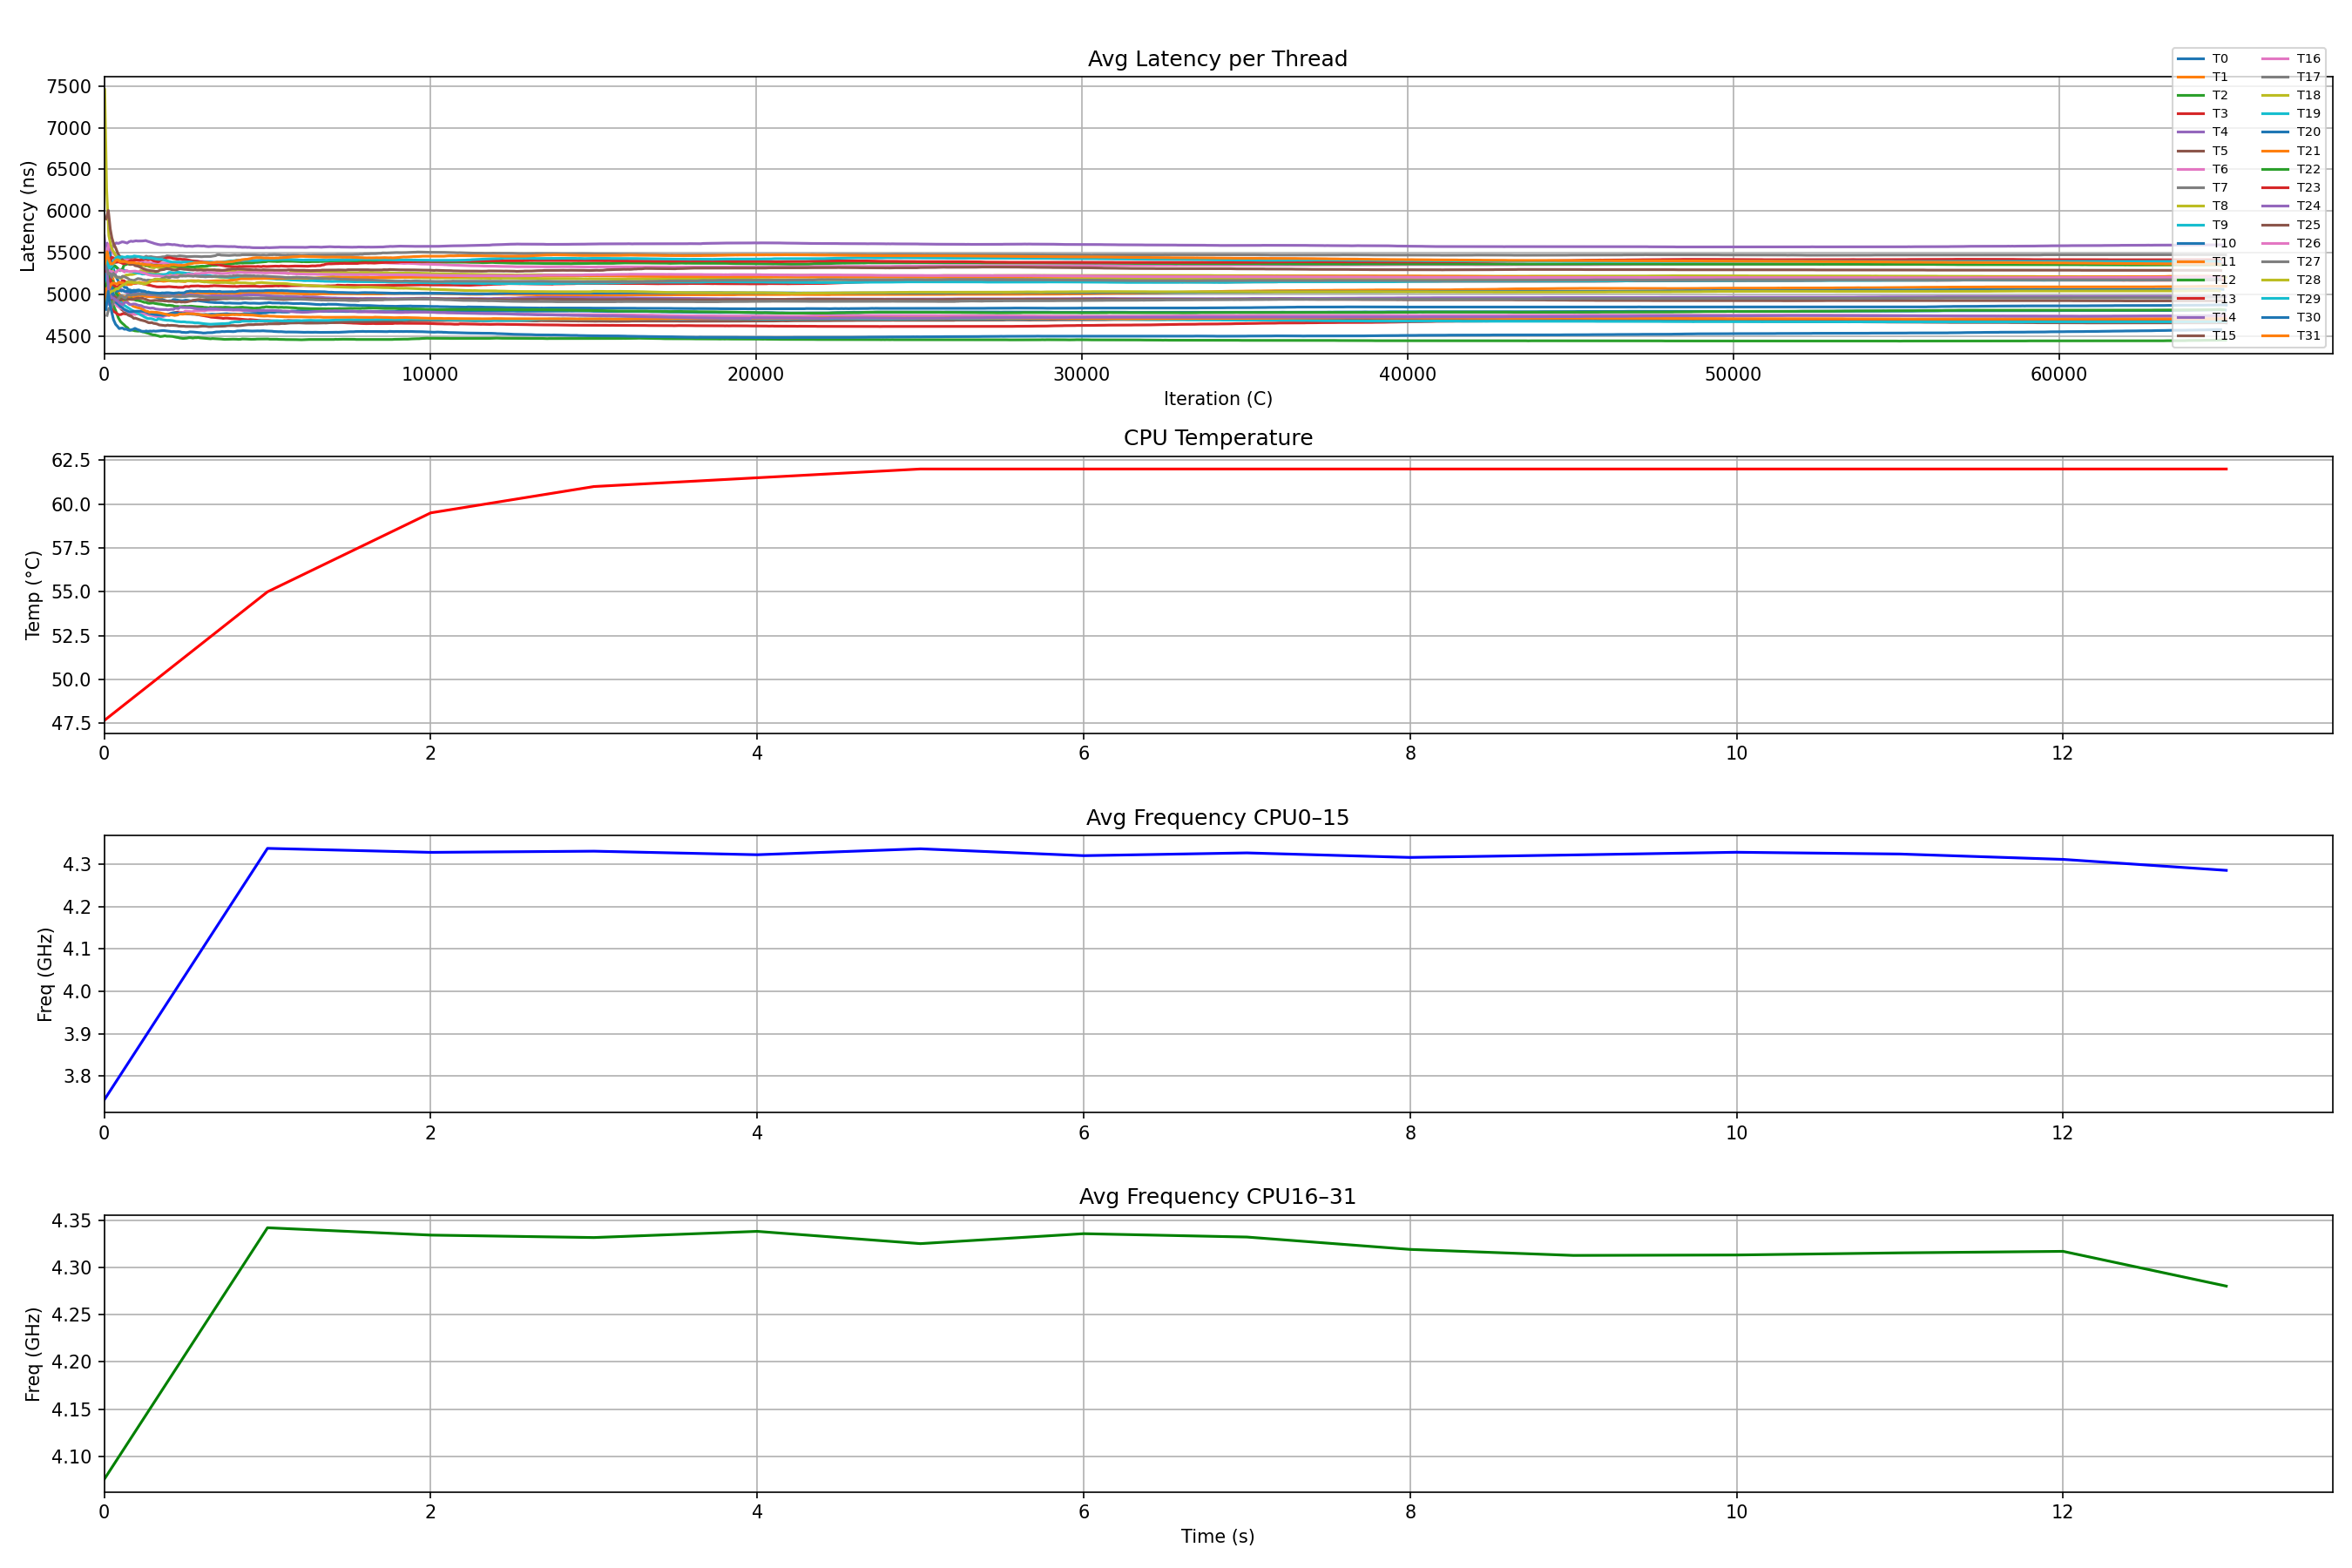 Avg Latency per Thread
Latency (ns)
7500
7000
6500
6000
5500
5000
4500
0 10000 20000 30000 40000 50000 60000
Iteration (C)
T0 T16
T1 T17
T2 T18
T3 T19
T4 T20
T5 T21
T6 T22
T7 T23
T8 T24
T9 T25
T10 T26
T11 T27
T12 T28
T13 T29
T14 T30
T15 T31
CPU Temperature
Temp (°C)
62.5
60.0
57.5
55.0
52.5
50.0
47.5
0 2 4 6 8 10 12
Avg Frequency CPU0–15
Freq (GHz)
4.3
4.2
4.1
4.0
3.9
3.8
0 2 4 6 8 10 12
Avg Frequency CPU16–31
Freq (GHz)
4.35
4.30
4.25
4.20
4.15
4.10
0 2 4 6 8 10 12
Time (s)